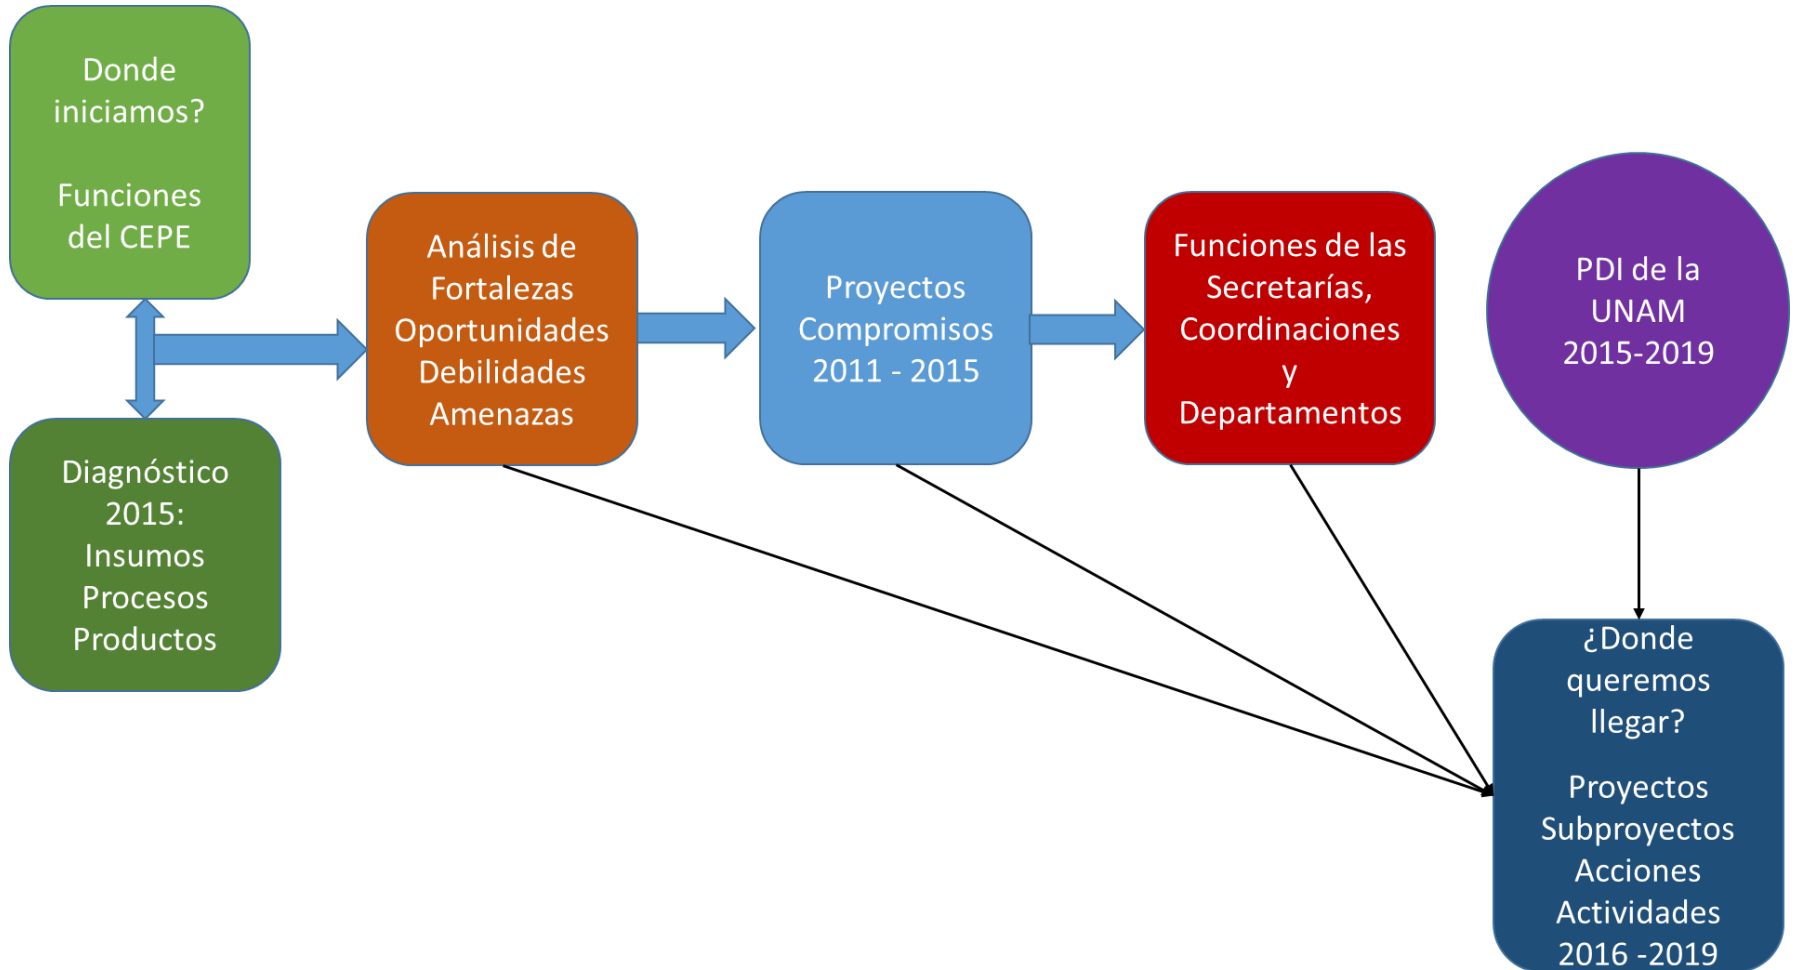 Donde
iniciamos?
Funciones
del CEPE
Diagnóstico
2015:
Insumos
Procesos
Productos
Análisis de
Fortalezas
Oportunidades
Debilidades
Amenazas
Proyectos
Compromisos
2011 - 2015
Funciones de las
Secretarías,
Coordinaciones
y
Departamentos
PDI de la
UNAM
2015-2019
¿Donde
queremos
llegar?
Proyectos
Subproyectos
Acciones
Actividades
2016 -2019